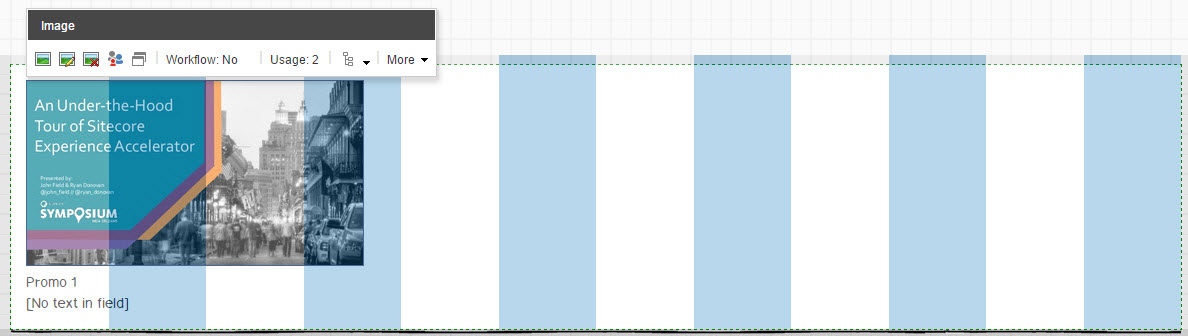 Image
Workflow: No
Usage: 2
More
An Under-the-Hood
Tour of Sitecore
Experience Accelerator
Presented by:
John Field & Ryan Donovan
@john_field // @ryan_donovan
SYMPOSIUM
Promo 1
[No text in field]